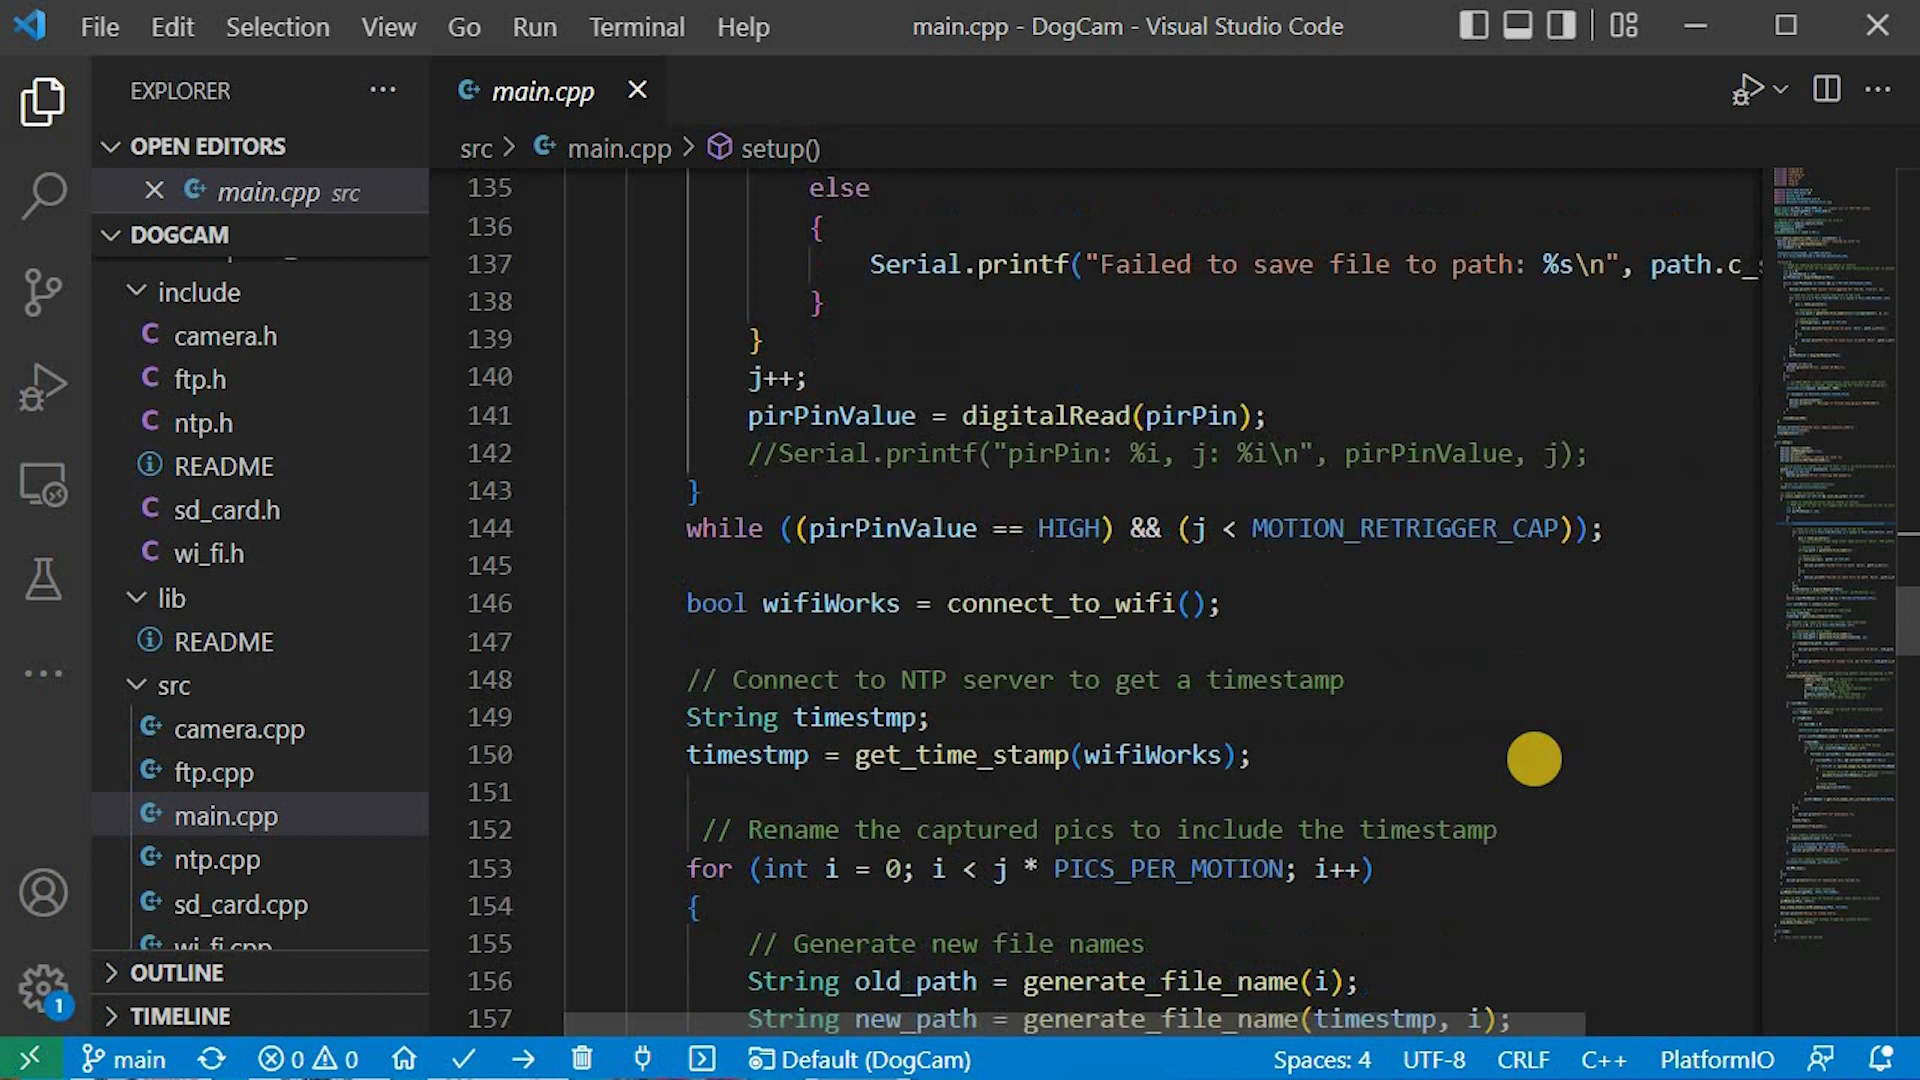 File Edit Selection View Go Run Terminal Help
main.cpp - DogCam - Visual Studio Code
EXPLORER
main.cpp
OPEN EDITORS
main.cpp src
src > main.cpp > setup()
DOGCAM
include
camera.h
ftp.h
ntp.h
README
sd_card.h
wi_fi.h
lib
README
src
camera.cpp
ftp.cpp
main.cpp
ntp.cpp
sd_card.cpp
wi_fi.cpp
OUTLINE
TIMELINE
1
135 else
136 {
137 Serial.printf("Failed to save file to path: %s\n", path.c_
138 }
139 }
140 j++;
141 pirPinValue = digitalRead(pirPin);
142 //Serial.printf("pirPin: %i, j: %i\n", pirPinValue, j);
143 }
144 while ((pirPinValue == HIGH) && (j < MOTION_RETRIGGER_CAP));
145
146 bool wifiWorks = connect_to_wifi();
147
148 // Connect to NTP server to get a timestamp
149 String timestmp;
150 timestmp = get_time_stamp(wifiWorks);
151
152 // Rename the captured pics to include the timestamp
153 for (int i = 0; i < j * PICS_PER_MOTION; i++)
154 {
155 // Generate new file names
156 String old_path = generate_file_name(i);
157 String new_path = generate_file_name(timestmp, i);
main 0 0 Default (DogCam) Spaces: 4 UTF-8 CRLF C++ PlatformIO